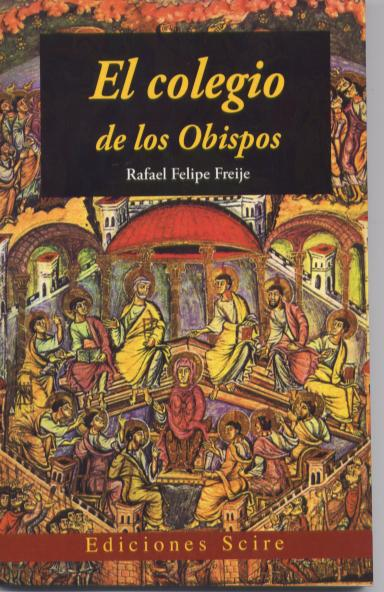 El colegio
de los Obispos
Rafael Felipe Freije
Ediciones Scire